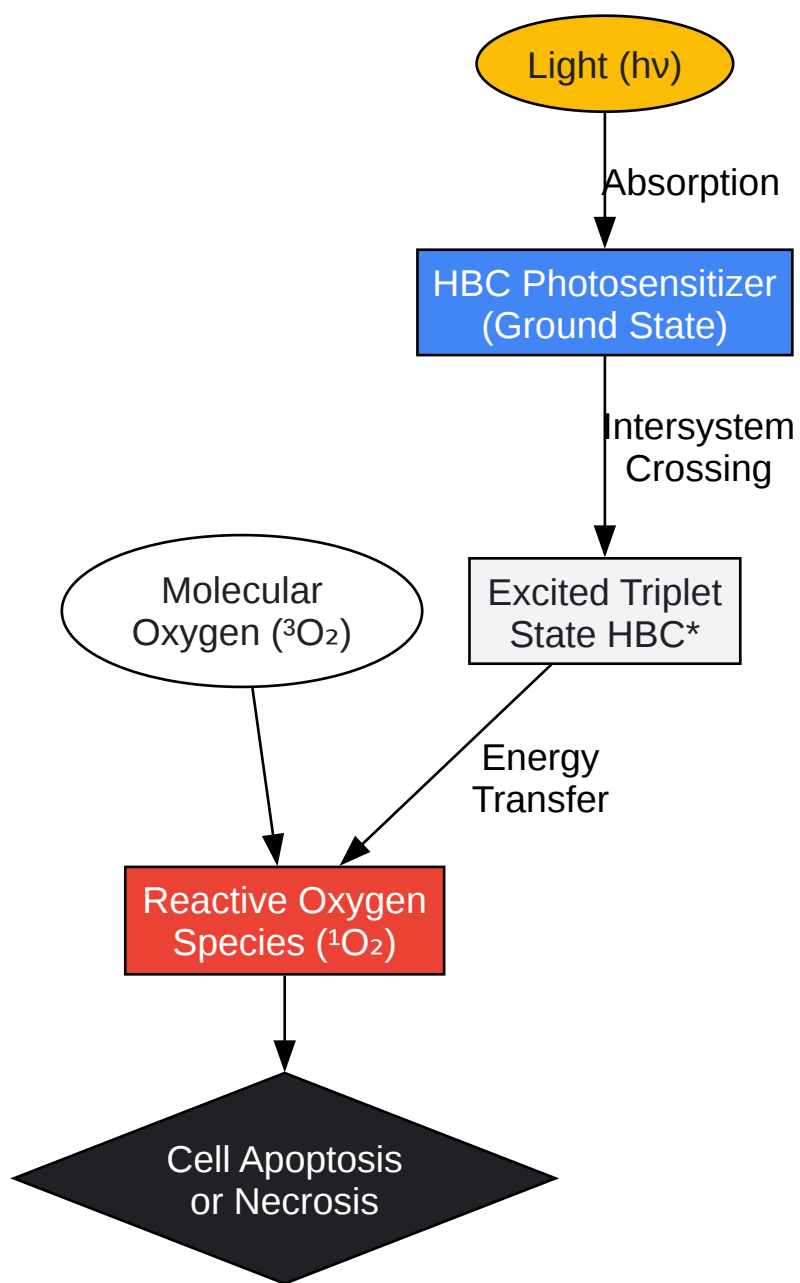 Light (hν)
Absorption
HBC Photosensitizer
(Ground State)
Intersystem
Crossing
Molecular
Oxygen (³O₂)
Excited Triplet
State HBC*
Energy
Transfer
Reactive Oxygen
Species (¹O₂)
Cell Apoptosis
or Necrosis